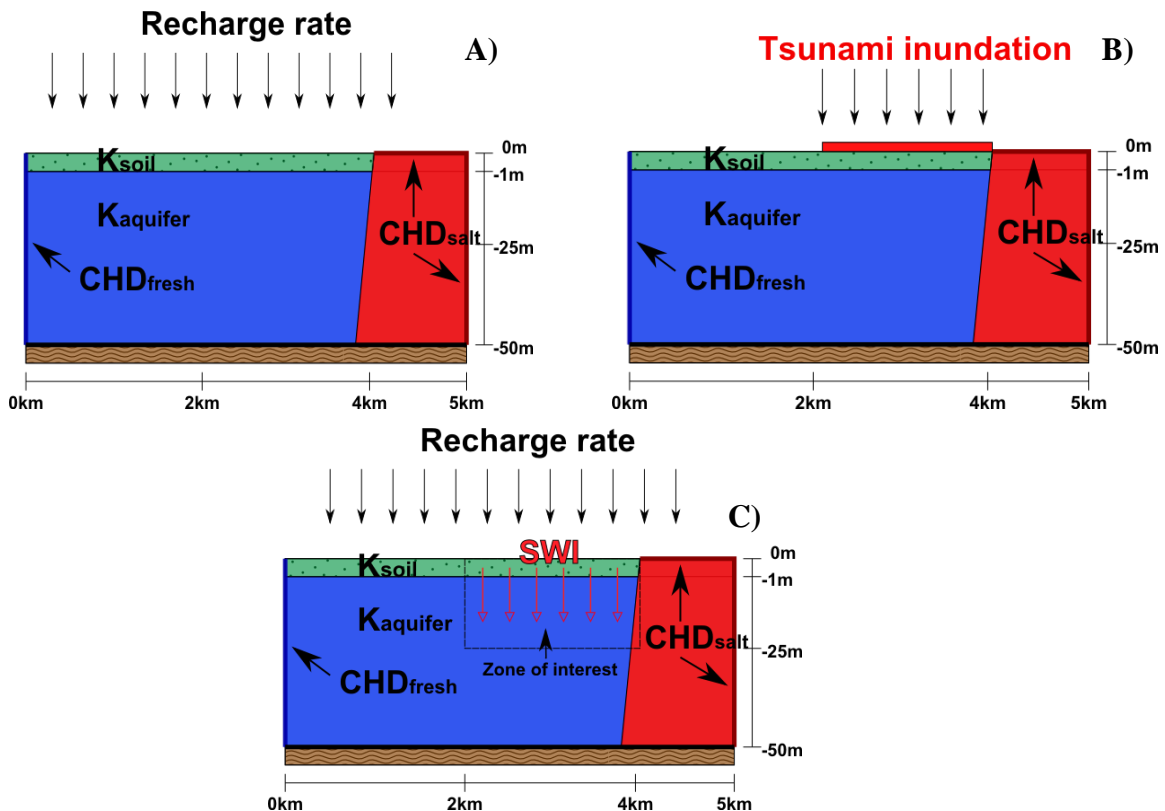 Recharge rate
A)
Ksoil
Kaquifer
CHDfresh
CHDsalt
0m
-1m
-25m
-50m
0km 2km 4km 5km
Tsunami inundation
B)
Ksoil
Kaquifer
CHDfresh
CHDsalt
0m
-1m
-25m
-50m
0km 2km 4km 5km
Recharge rate
C)
SWI
Ksoil
Kaquifer
CHDfresh
Zone of interest
CHDsalt
0m
-1m
-25m
-50m
0km 2km 4km 5km